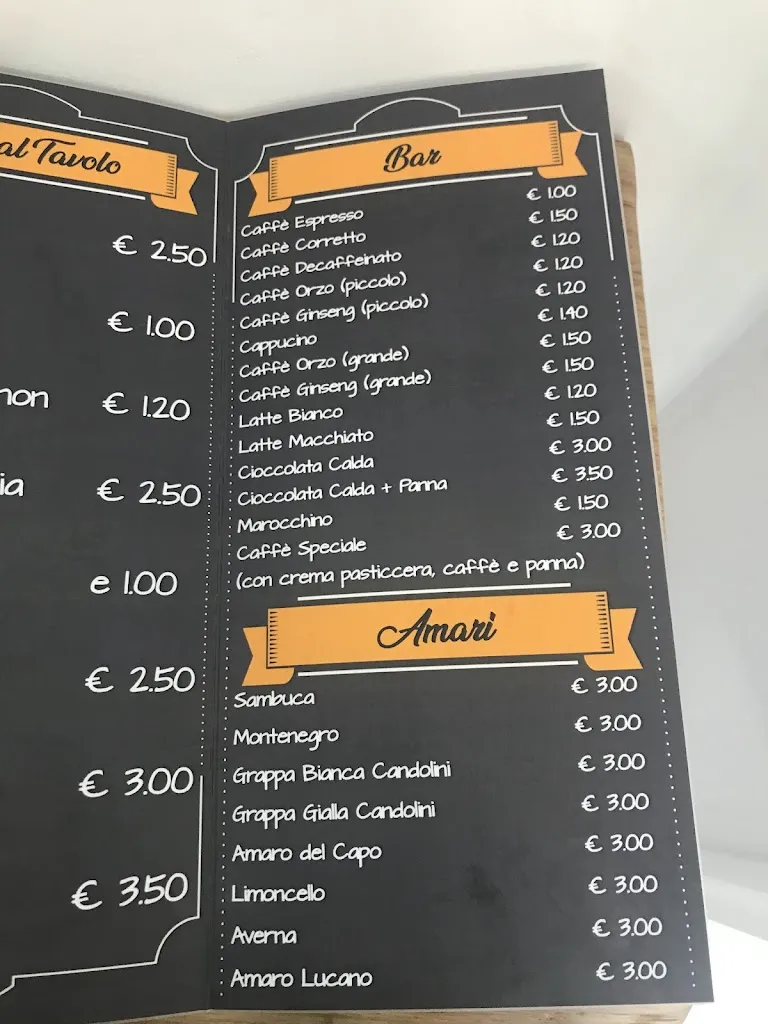 al Tavolo
€ 2.50
€ 1.00
non € 1.20
ia € 2.50
e 1.00
€ 2.50
€ 3.00
€ 3.50
Bar
Caffè Espresso € 1.00
Caffè Corretto € 1.50
Caffè Decaffeinato € 1.20
Caffè Orzo (piccolo) € 1.20
Caffè Ginseng (piccolo) € 1.20
Cappucino € 1.40
Caffè Orzo (grande) € 1.50
Caffè Ginseng (grande) € 1.50
Latte Bianco € 1.20
Latte Macchiato € 1.50
Cioccolata Calda € 3.00
Cioccolata Calda + Panna € 3.50
Marocchino € 1.50
Caffè Speciale € 3.00
(con crema pasticcera, caffè e panna)
Amari
Sambuca € 3.00
Montenegro € 3.00
Grappa Bianca Candolini € 3.00
Grappa Gialla Candolini € 3.00
Amaro del Capo € 3.00
Limoncello € 3.00
Averna € 3.00
Amaro Lucano € 3.00